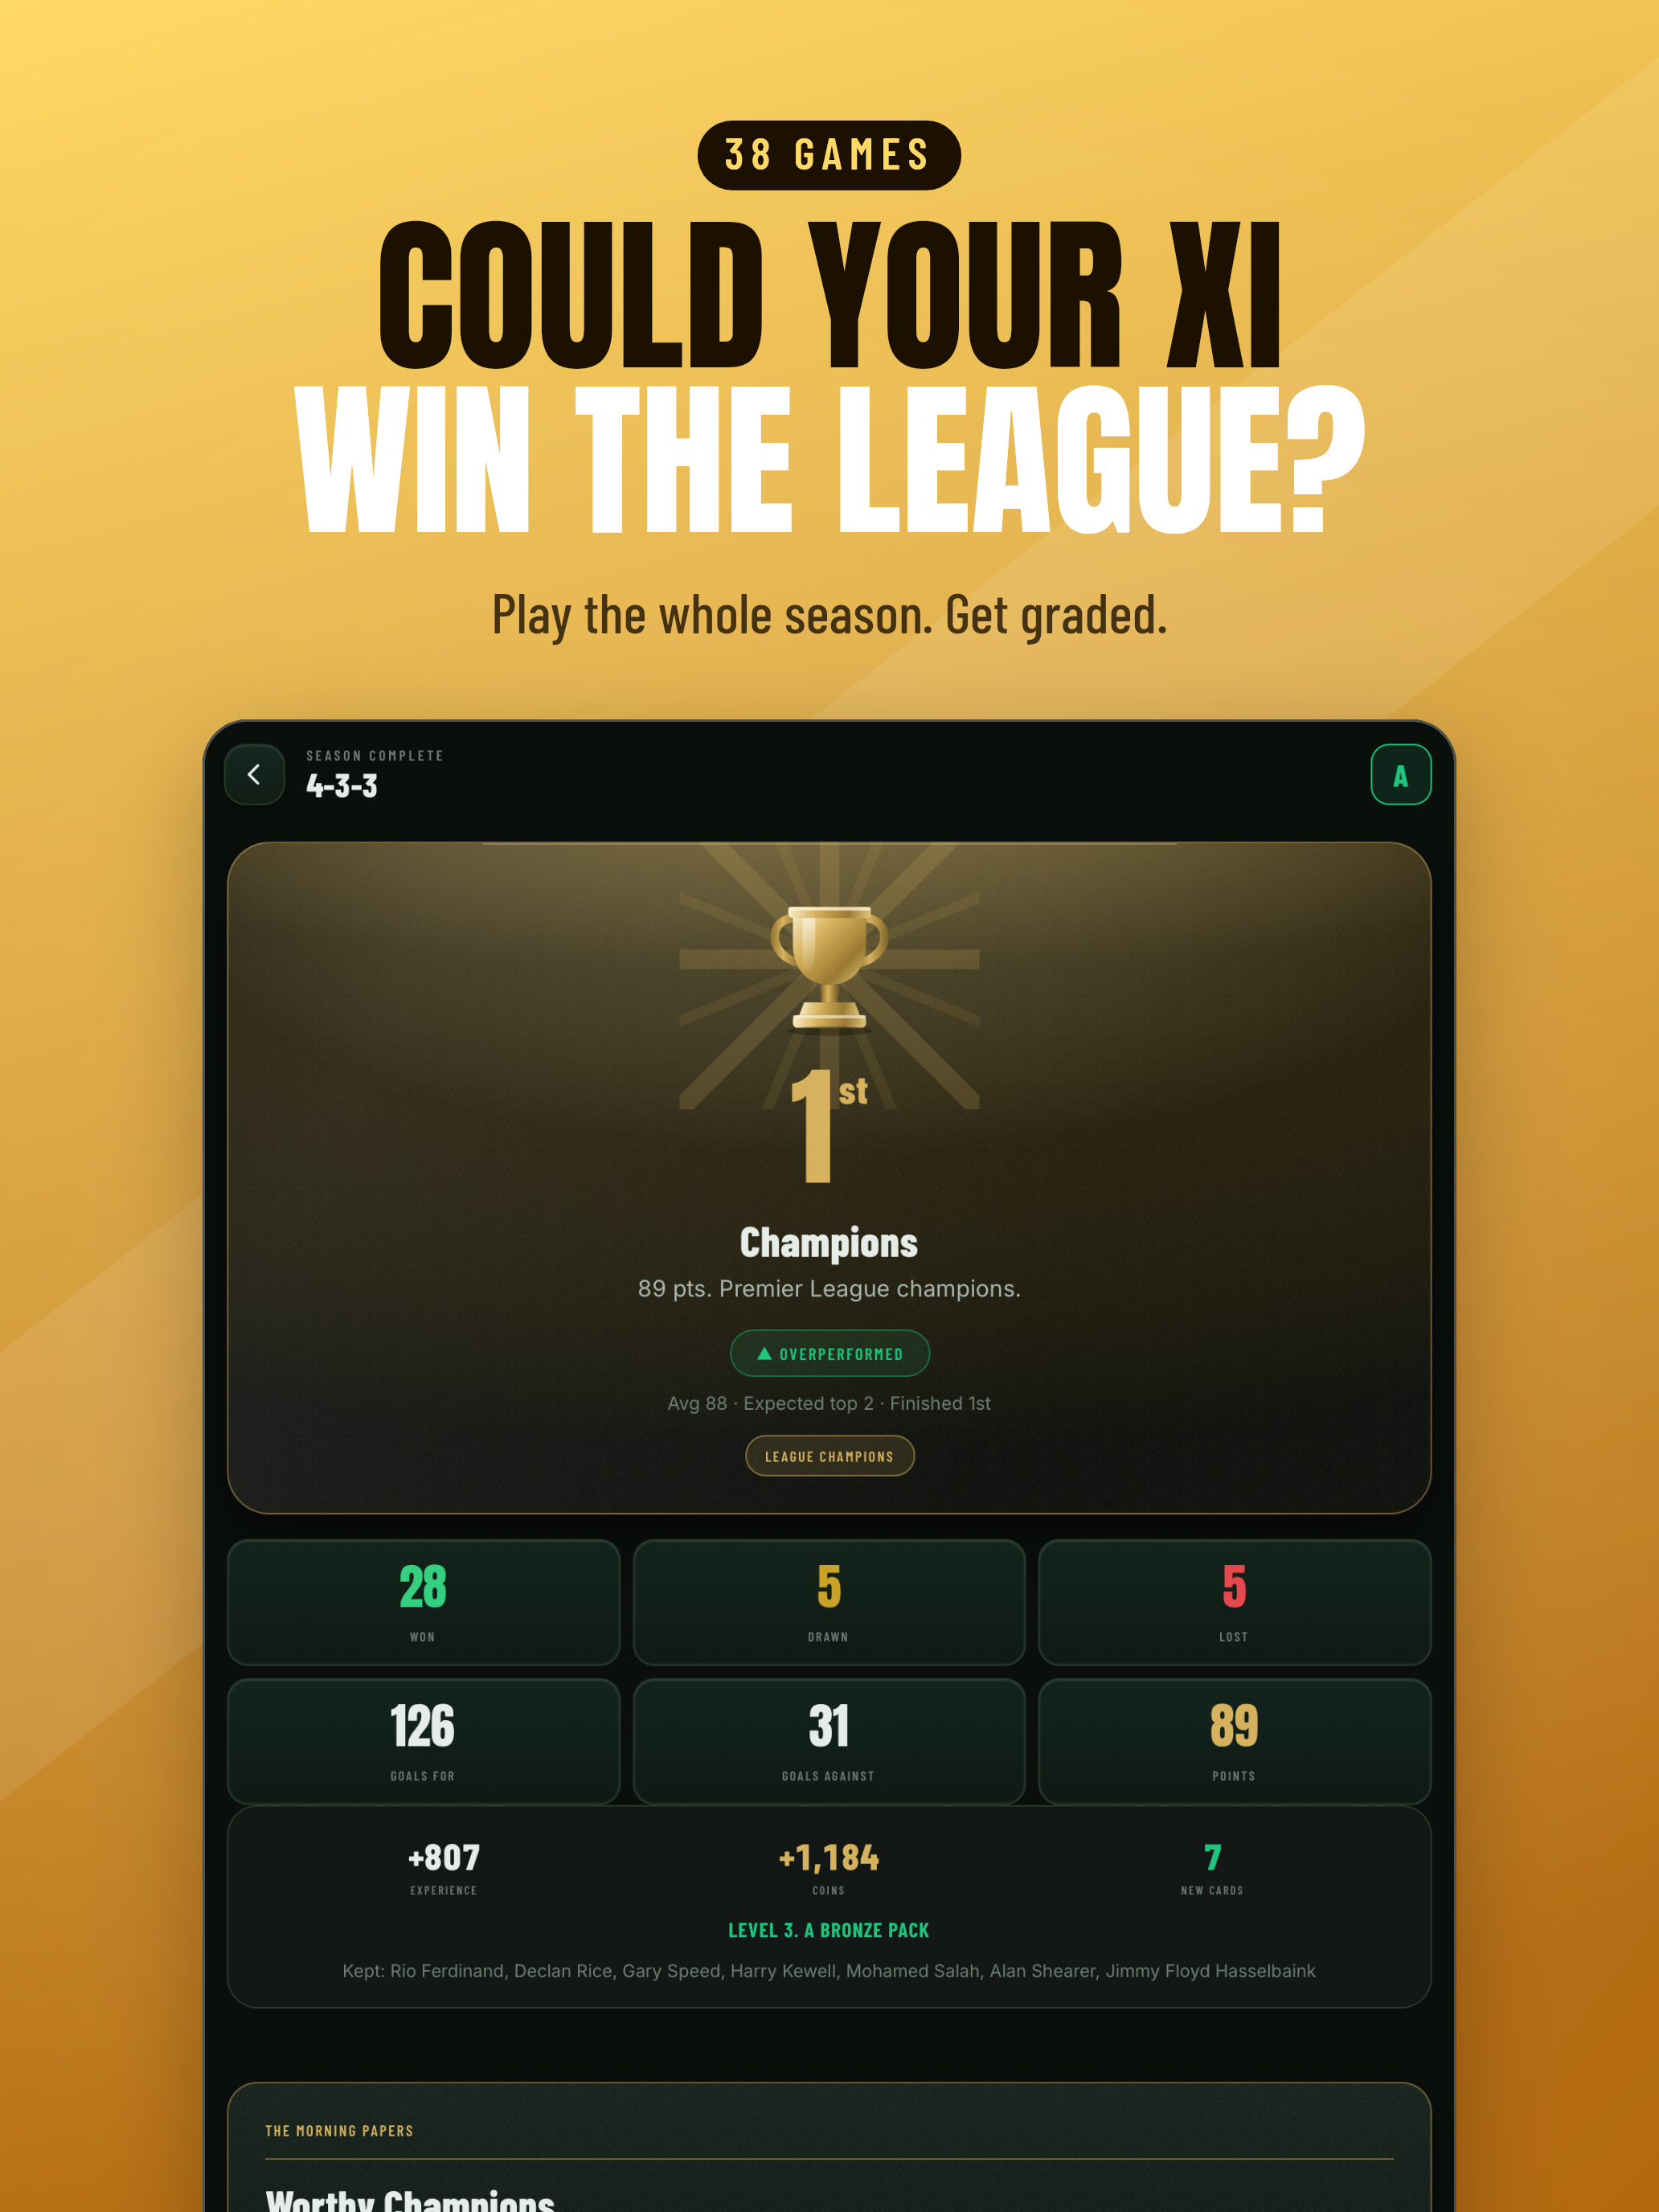 38 GAMES
COULD YOUR XI
WIN THE LEAGUE?
Play the whole season. Get graded.
SEASON COMPLETE
4-3-3
A
1st
Champions
89 pts. Premier League champions.
▲ OVERPERFORMED
Avg 88 · Expected top 2 · Finished 1st
LEAGUE CHAMPIONS
28 5 5
WON DRAWN LOST
126 31 89
GOALS FOR GOALS AGAINST POINTS
+807 +1,184 7
EXPERIENCE COINS NEW CARDS
LEVEL 3. A BRONZE PACK
Kept: Rio Ferdinand, Declan Rice, Gary Speed, Harry Kewell, Mohamed Salah, Alan Shearer, Jimmy Floyd Hasselbaink
THE MORNING PAPERS
Worthy Champions